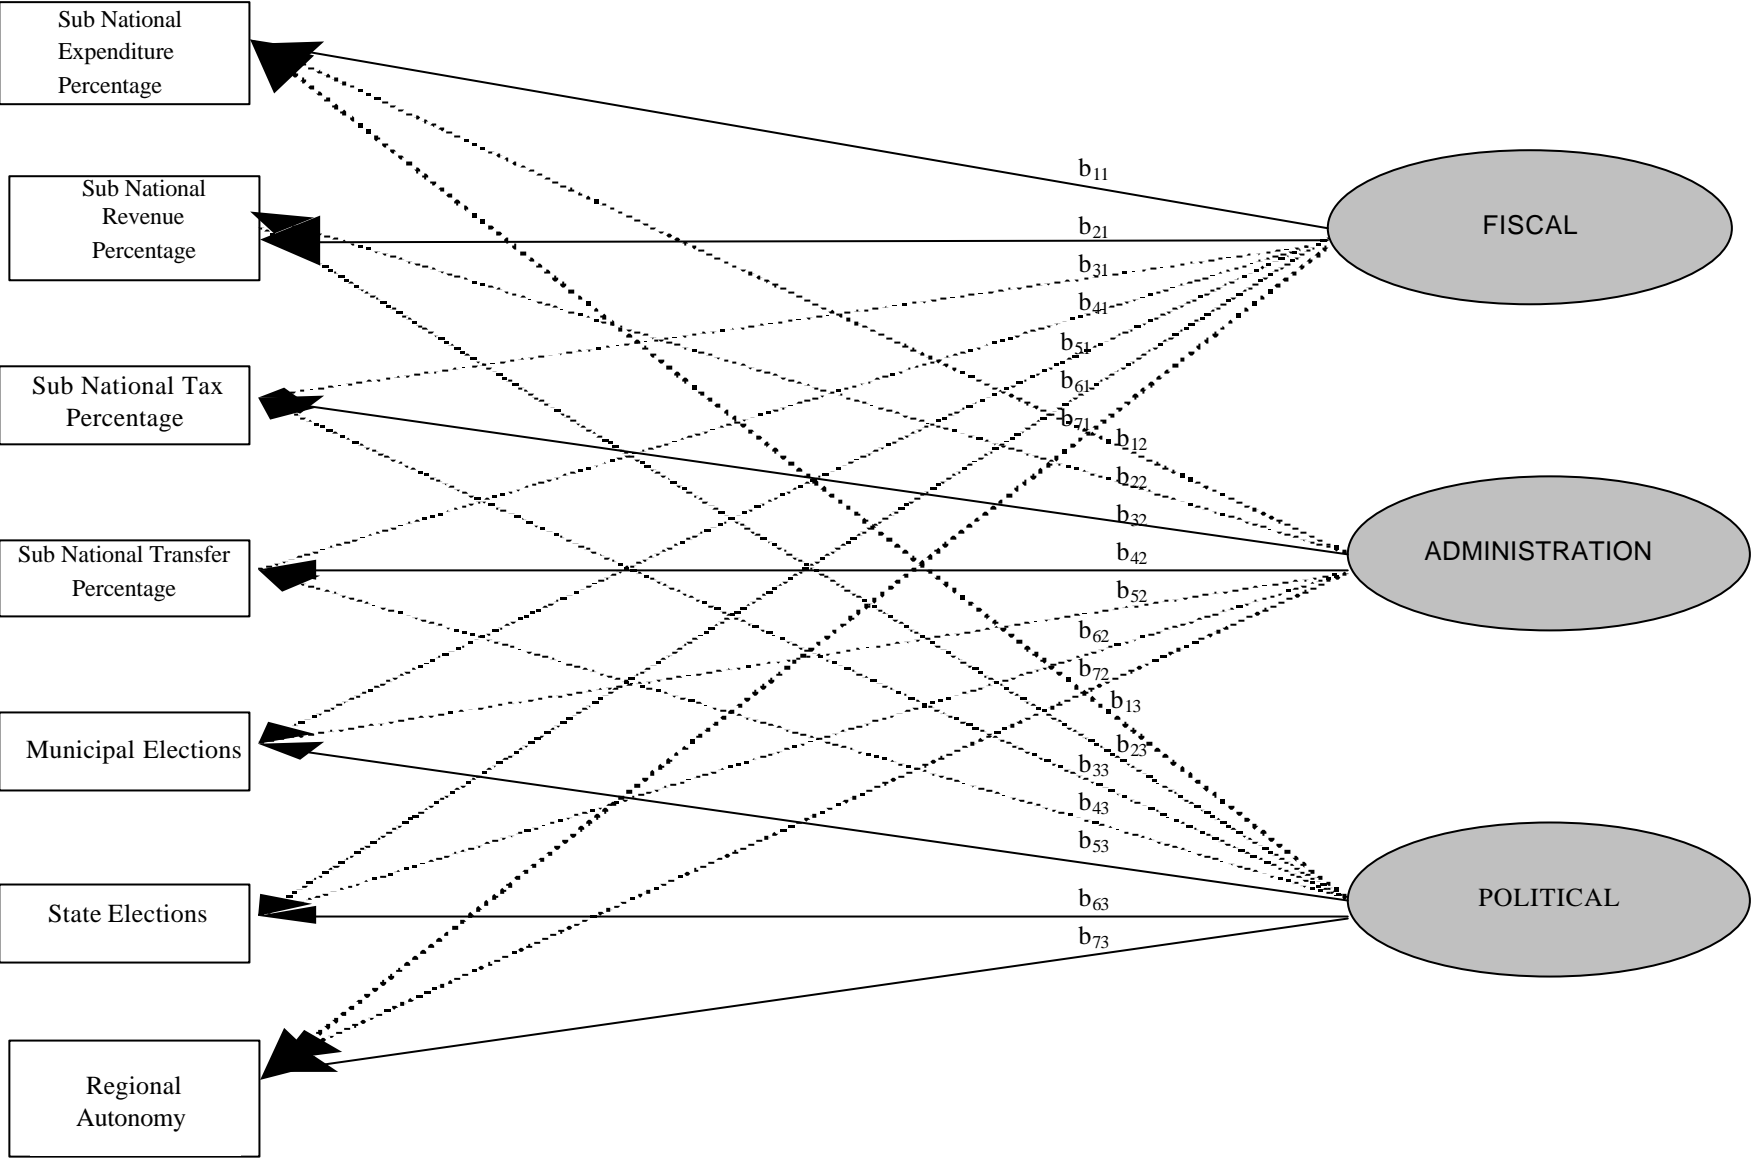 Sub National
Expenditure
Percentage
Sub National
Revenue
Percentage
Sub National Tax
Percentage
Sub National Transfer
Percentage
Municipal Elections
State Elections
Regional
Autonomy
b11
b21
b31
b41
b51
b61
b71
b12
b22
b32
b42
b52
b62
b72
b13
b23
b33
b43
b53
b63
b73
FISCAL
ADMINISTRATION
POLITICAL